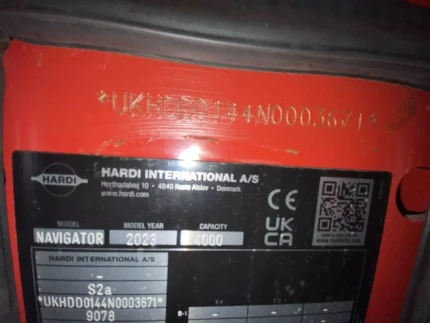 *UKHDD0144N0003671*
HARDI
HARDI INTERNATIONAL A/S
Herthadalvej 10 • 4840 Nørre Alslev • Denmark
www.hardi.com
CE
UK
CA
MODEL MODEL YEAR CAPACITY
NAVIGATOR 2023 4000
HARDI INTERNATIONAL A/S
S2a
*UKHDD0144N0003671*
9078